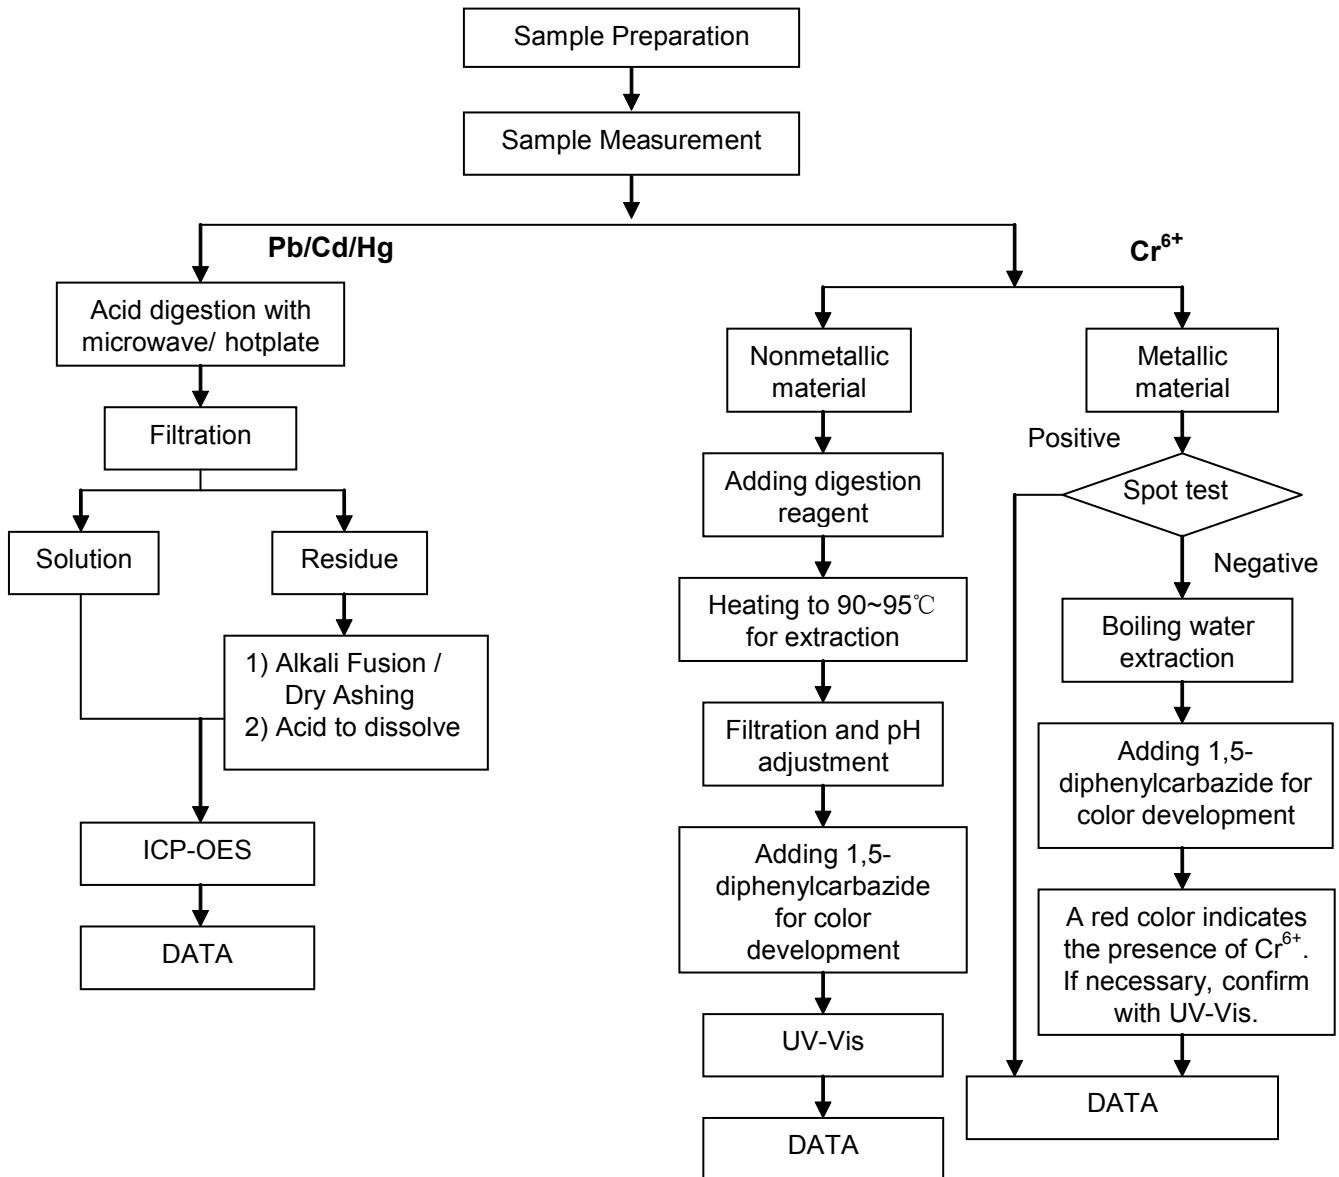 Sample Preparation
Sample Measurement
Pb/Cd/Hg
Acid digestion with
microwave/ hotplate
Filtration
Solution
Residue
1) Alkali Fusion /
Dry Ashing
2) Acid to dissolve
ICP-OES
DATA
Cr⁶⁺
Nonmetallic
material
Adding digestion
reagent
Heating to 90~95℃
for extraction
Filtration and pH
adjustment
Adding 1,5-
diphenylcarbazide
for color
development
UV-Vis
DATA
Metallic
material
Positive
Spot test
Negative
Boiling water
extraction
Adding 1,5-
diphenylcarbazide for
color development
A red color indicates
the presence of Cr⁶⁺.
If necessary, confirm
with UV-Vis.
DATA